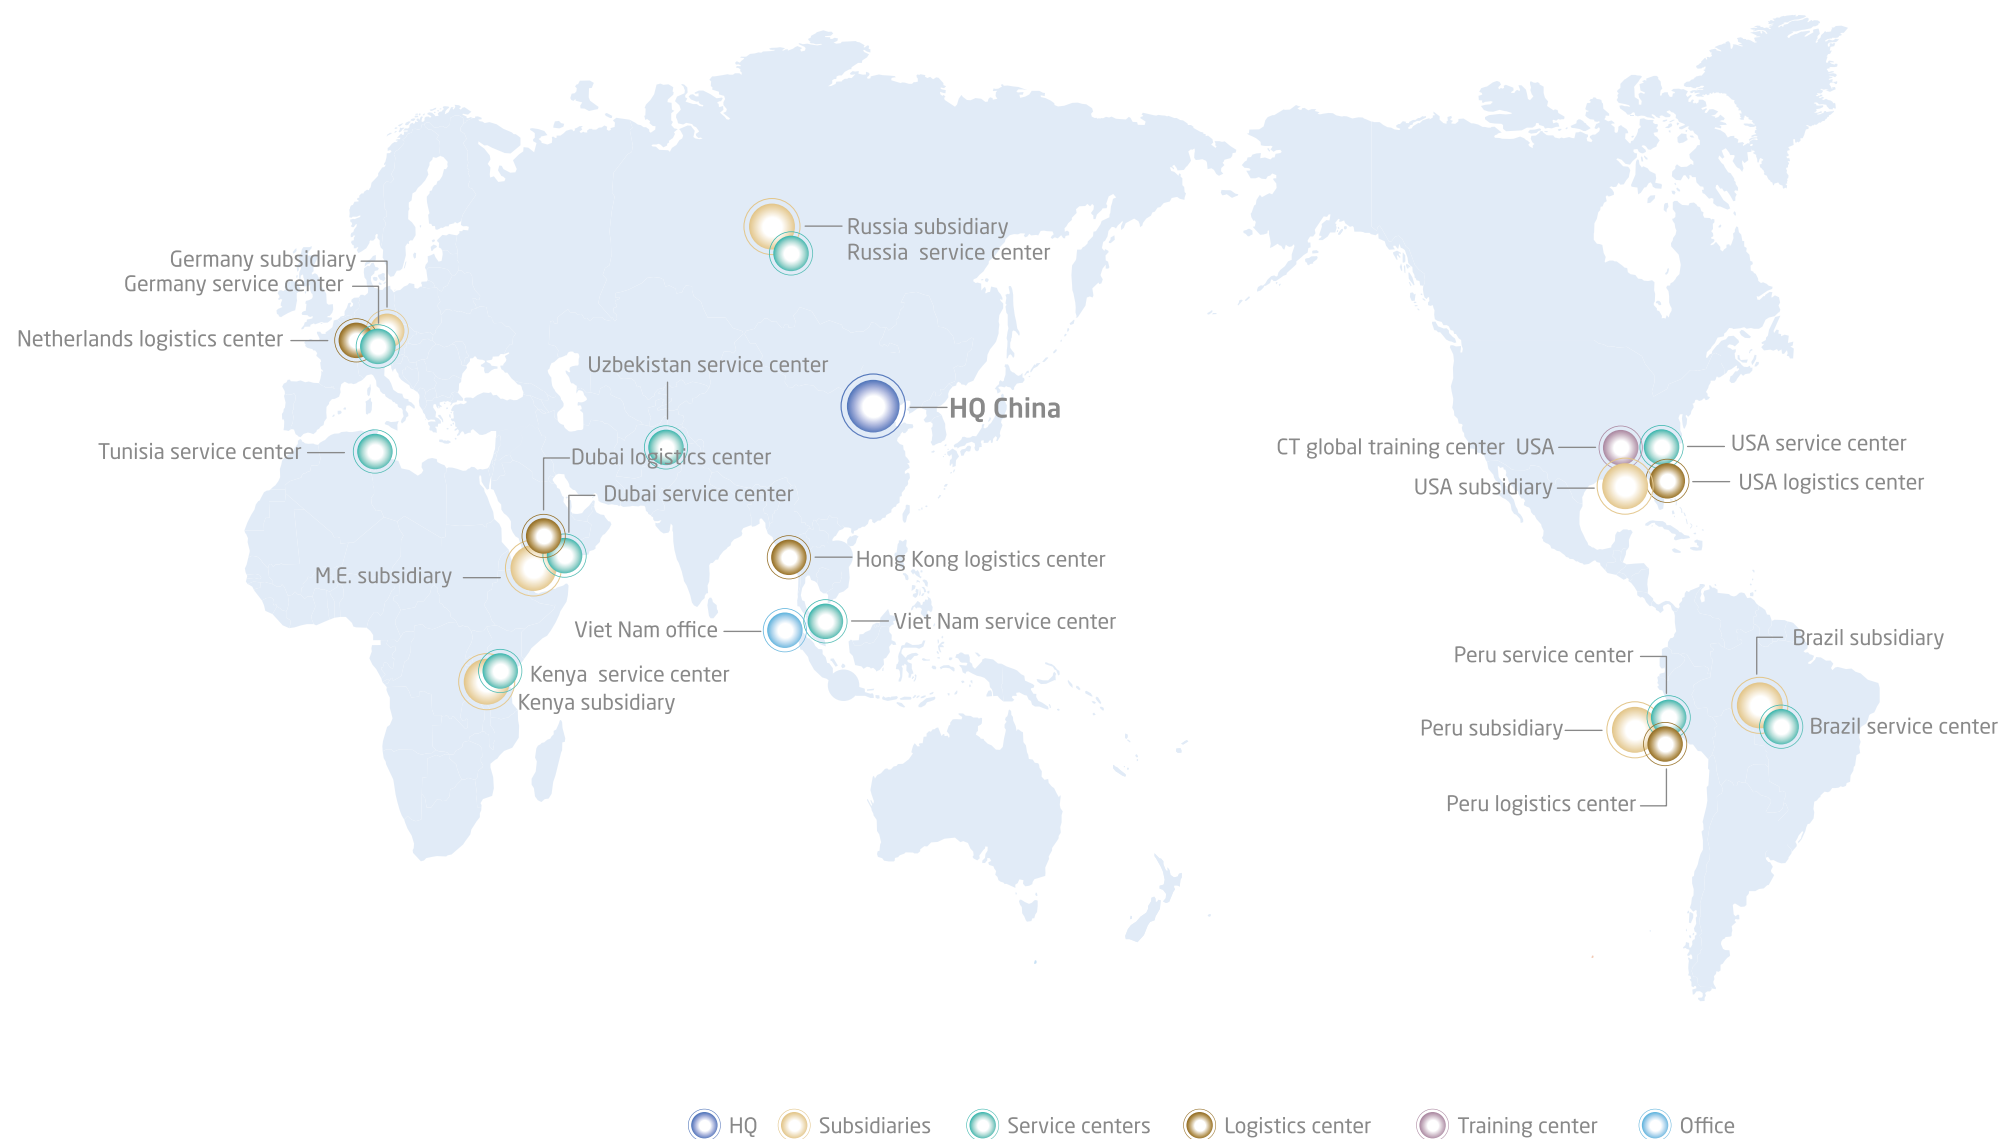 Russia subsidiary
Russia service center
Germany subsidiary
Germany service center
Netherlands logistics center
Uzbekistan service center
HQ China
Tunisia service center
Dubai logistics center
Dubai service center
CT global training center USA
USA service center
USA subsidiary
USA logistics center
M.E. subsidiary
Hong Kong logistics center
Viet Nam office
Viet Nam service center
Kenya service center
Kenya subsidiary
Peru service center
Brazil subsidiary
Peru subsidiary
Brazil service center
Peru logistics center
HQ Subsidiaries Service centers Logistics center Training center Office